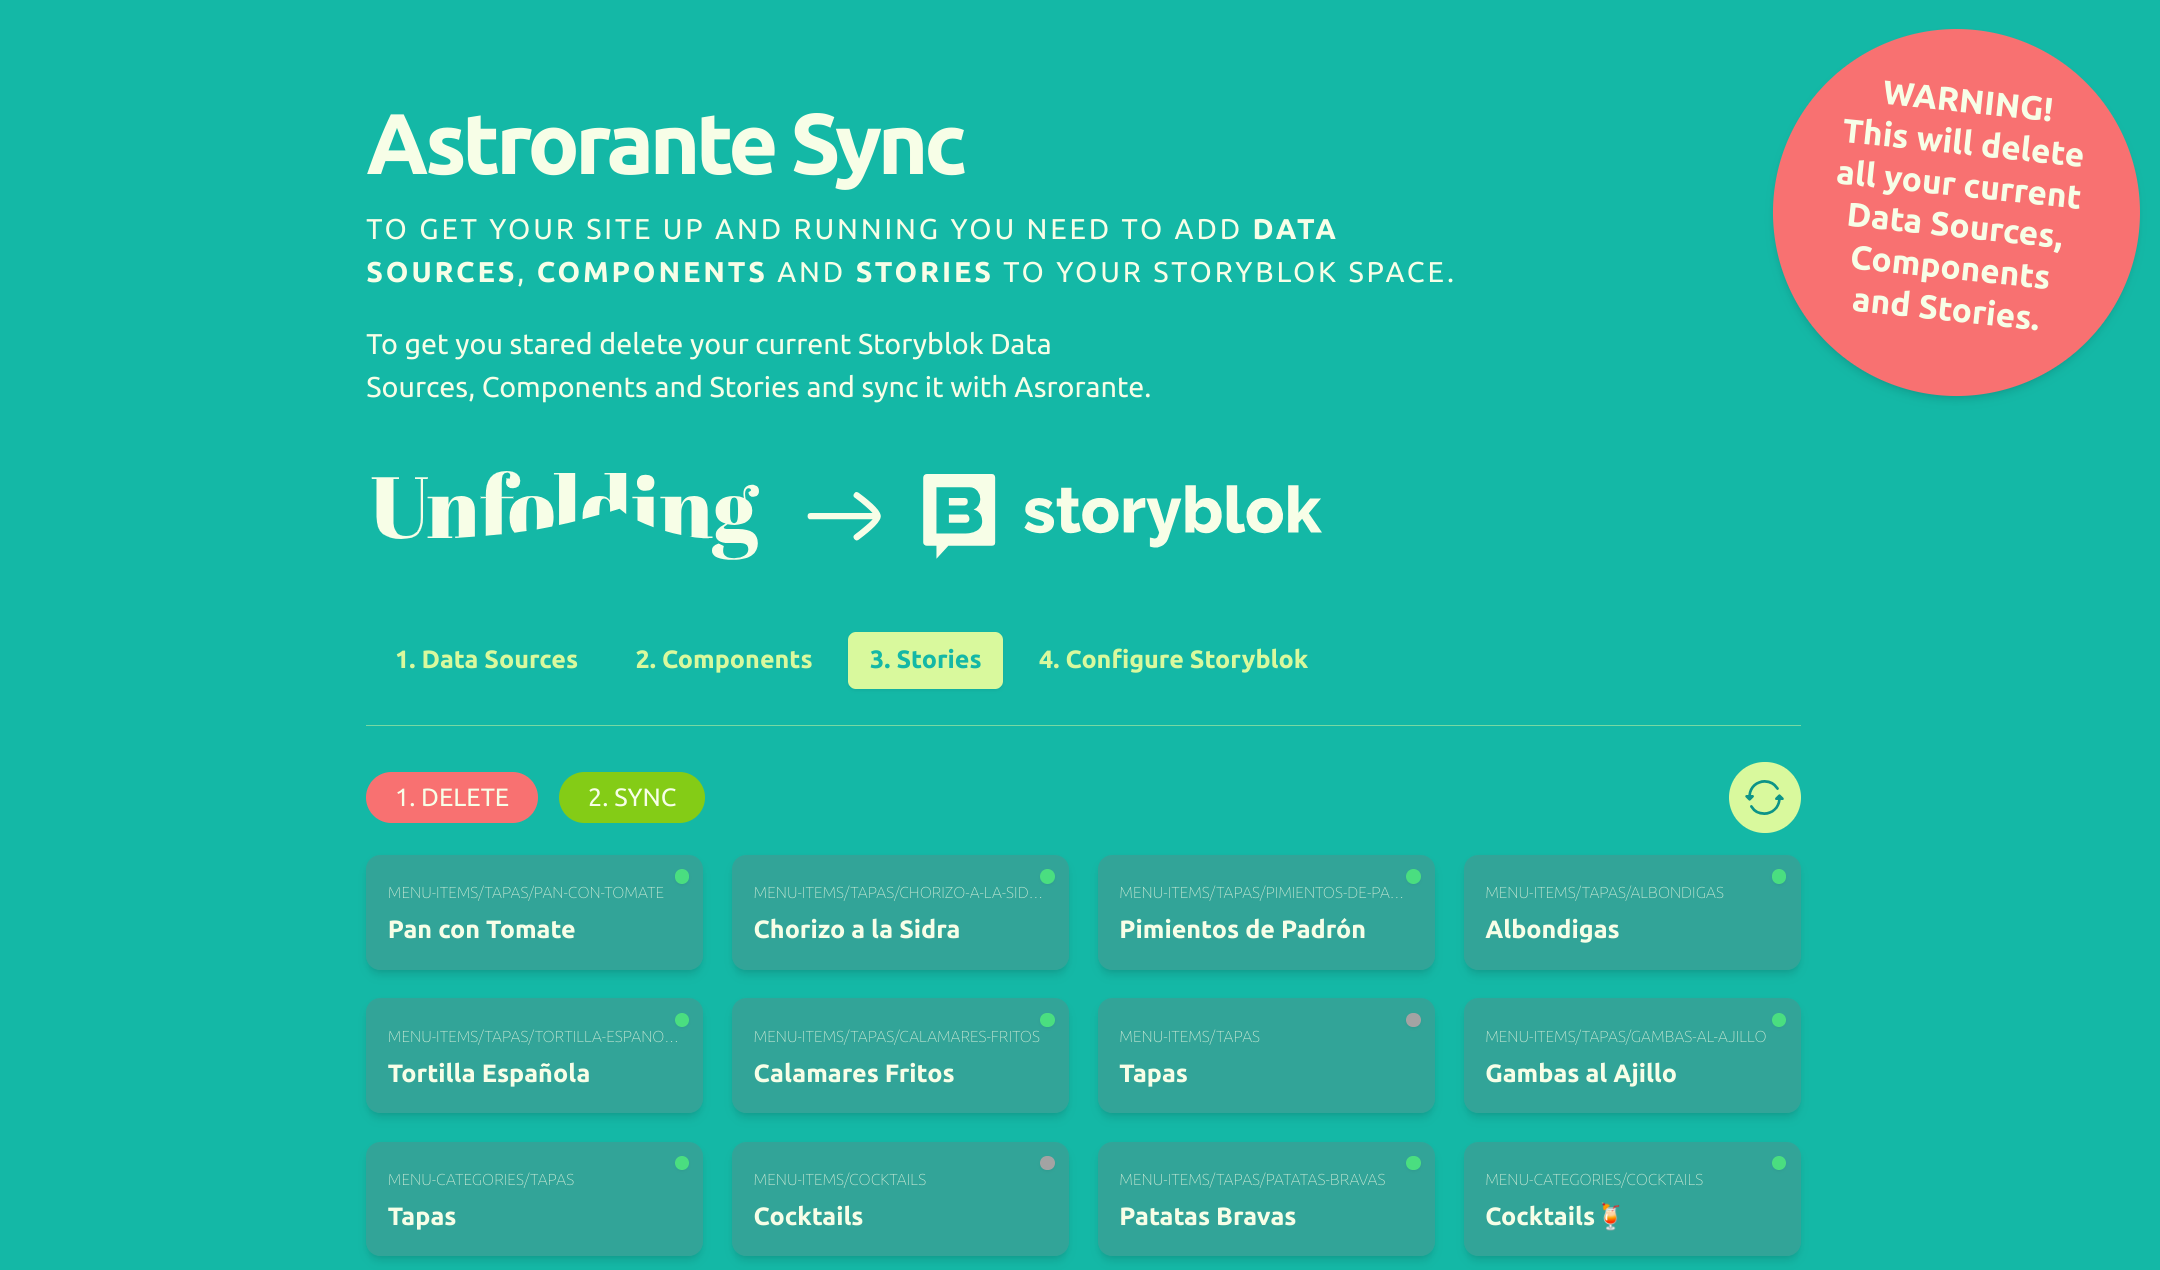 Astrorante Sync
TO GET YOUR SITE UP AND RUNNING YOU NEED TO ADD DATA
SOURCES, COMPONENTS AND STORIES TO YOUR STORYBLOK SPACE.
To get you stared delete your current Storyblok Data
Sources, Components and Stories and sync it with Asrorante.
WARNING!
This will delete
all your current
Data Sources,
Components
and Stories.
Unfolding → storyblok
1. Data Sources 2. Components 3. Stories 4. Configure Storyblok
1. DELETE 2. SYNC
MENU-ITEMS/TAPAS/PAN-CON-TOMATE
Pan con Tomate
MENU-ITEMS/TAPAS/CHORIZO-A-LA-SID...
Chorizo a la Sidra
MENU-ITEMS/TAPAS/PIMIENTOS-DE-PA...
Pimientos de Padrón
MENU-ITEMS/TAPAS/ALBONDIGAS
Albondigas
MENU-ITEMS/TAPAS/TORTILLA-ESPANO...
Tortilla Española
MENU-ITEMS/TAPAS/CALAMARES-FRITOS
Calamares Fritos
MENU-ITEMS/TAPAS
Tapas
MENU-ITEMS/TAPAS/GAMBAS-AL-AJILLO
Gambas al Ajillo
MENU-CATEGORIES/TAPAS
Tapas
MENU-ITEMS/COCKTAILS
Cocktails
MENU-ITEMS/TAPAS/PATATAS-BRAVAS
Patatas Bravas
MENU-CATEGORIES/COCKTAILS
Cocktails🍹